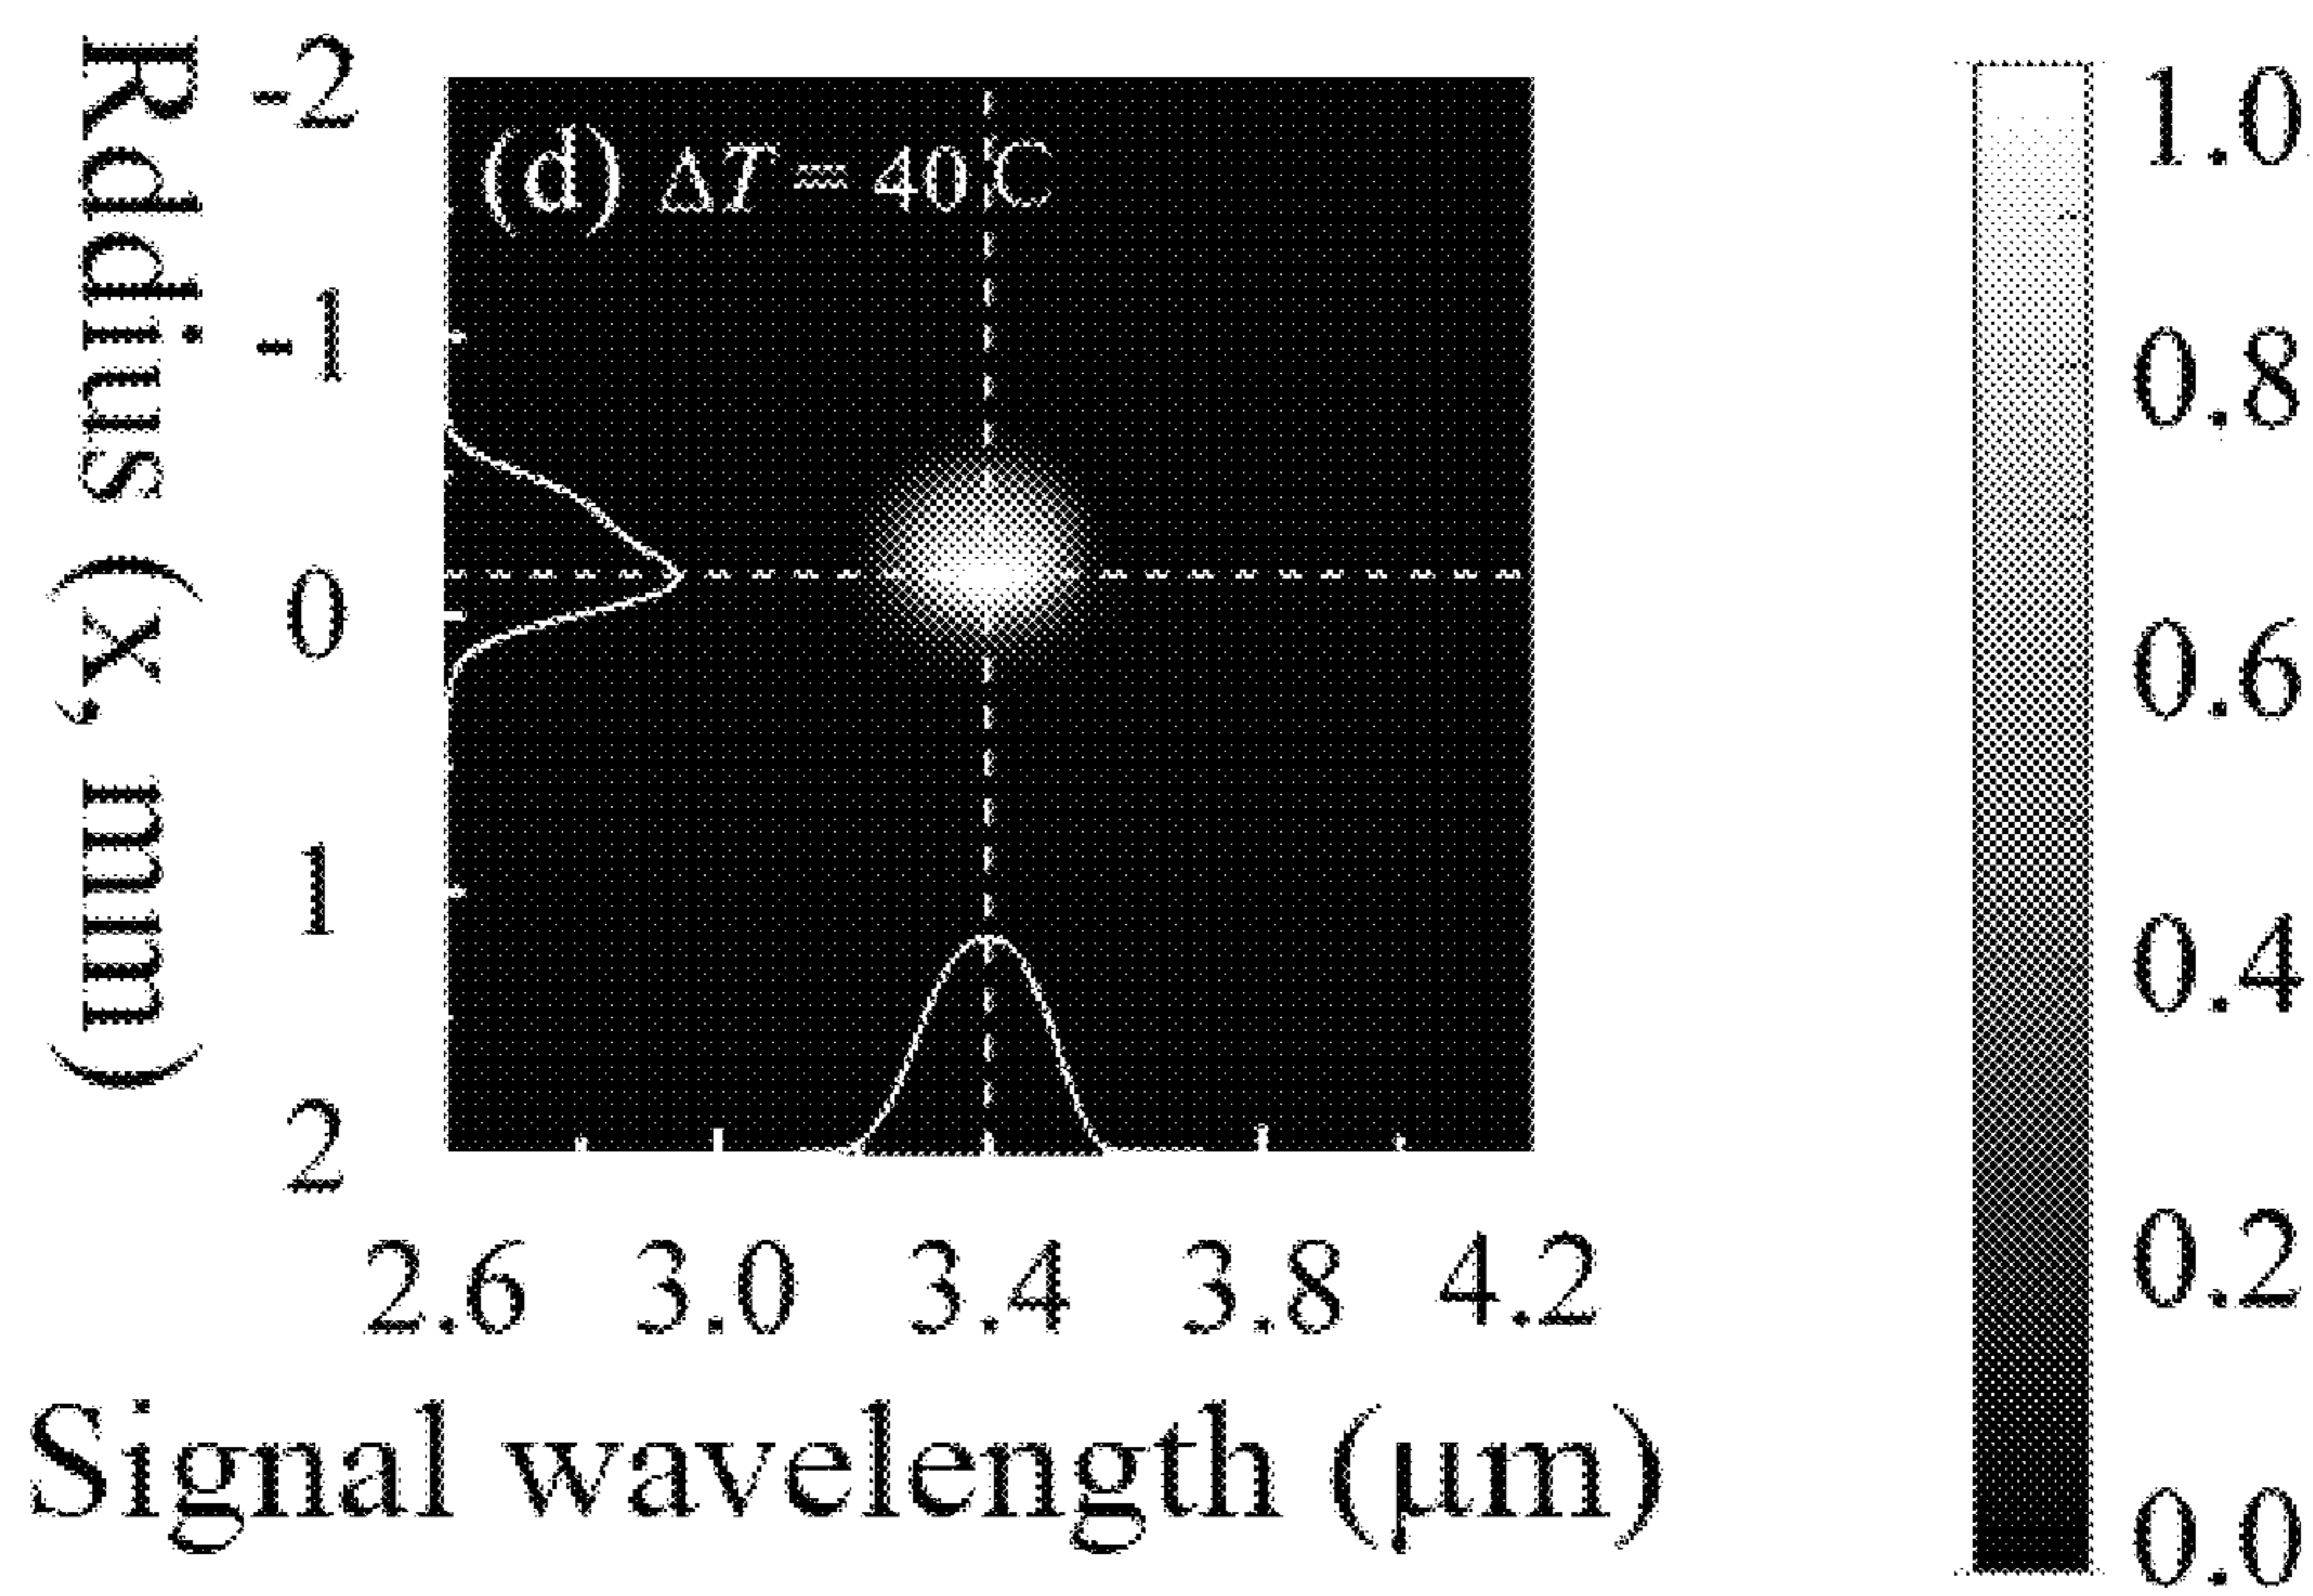 Rddius (x, mm)
-2
-1
0
1
2
(d) ΔT = 40 C
2.6 3.0 3.4 3.8 4.2
Signal wavelength (μm)
1.0
0.8
0.6
0.4
0.2
0.0